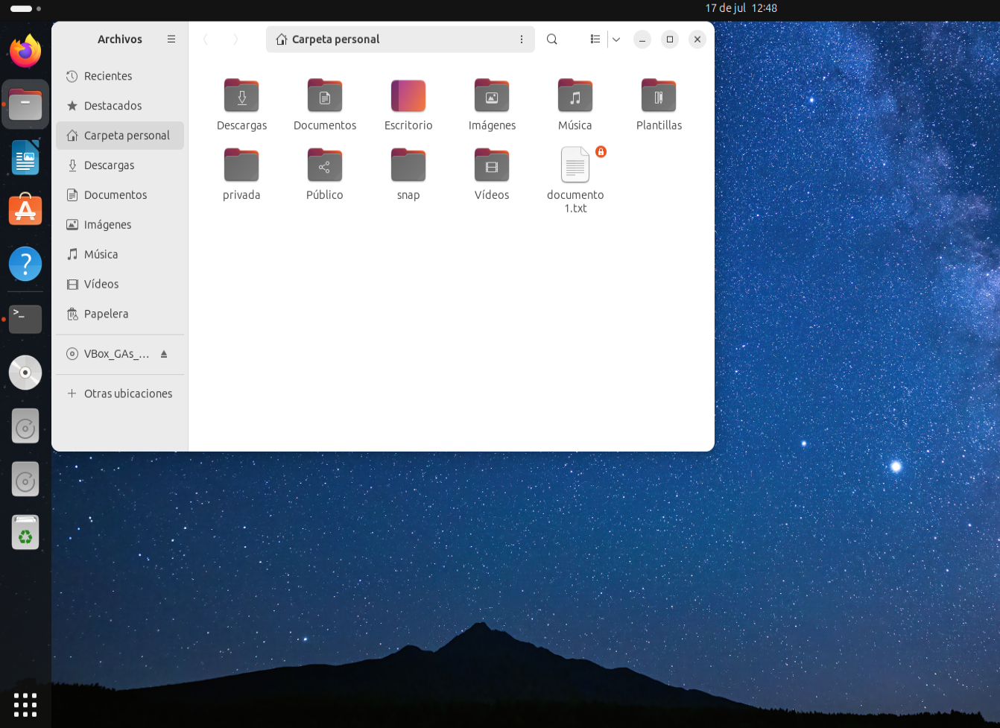 17 de jul 12:48
Archivos
Carpeta personal
Recientes
Destacados
Carpeta personal
Descargas
Documentos
Imágenes
Música
Vídeos
Papelera
VBox_GAs_...
Otras ubicaciones
Descargas
Documentos
Escritorio
Imágenes
Música
Plantillas
privada
Público
snap
Vídeos
documento
1.txt